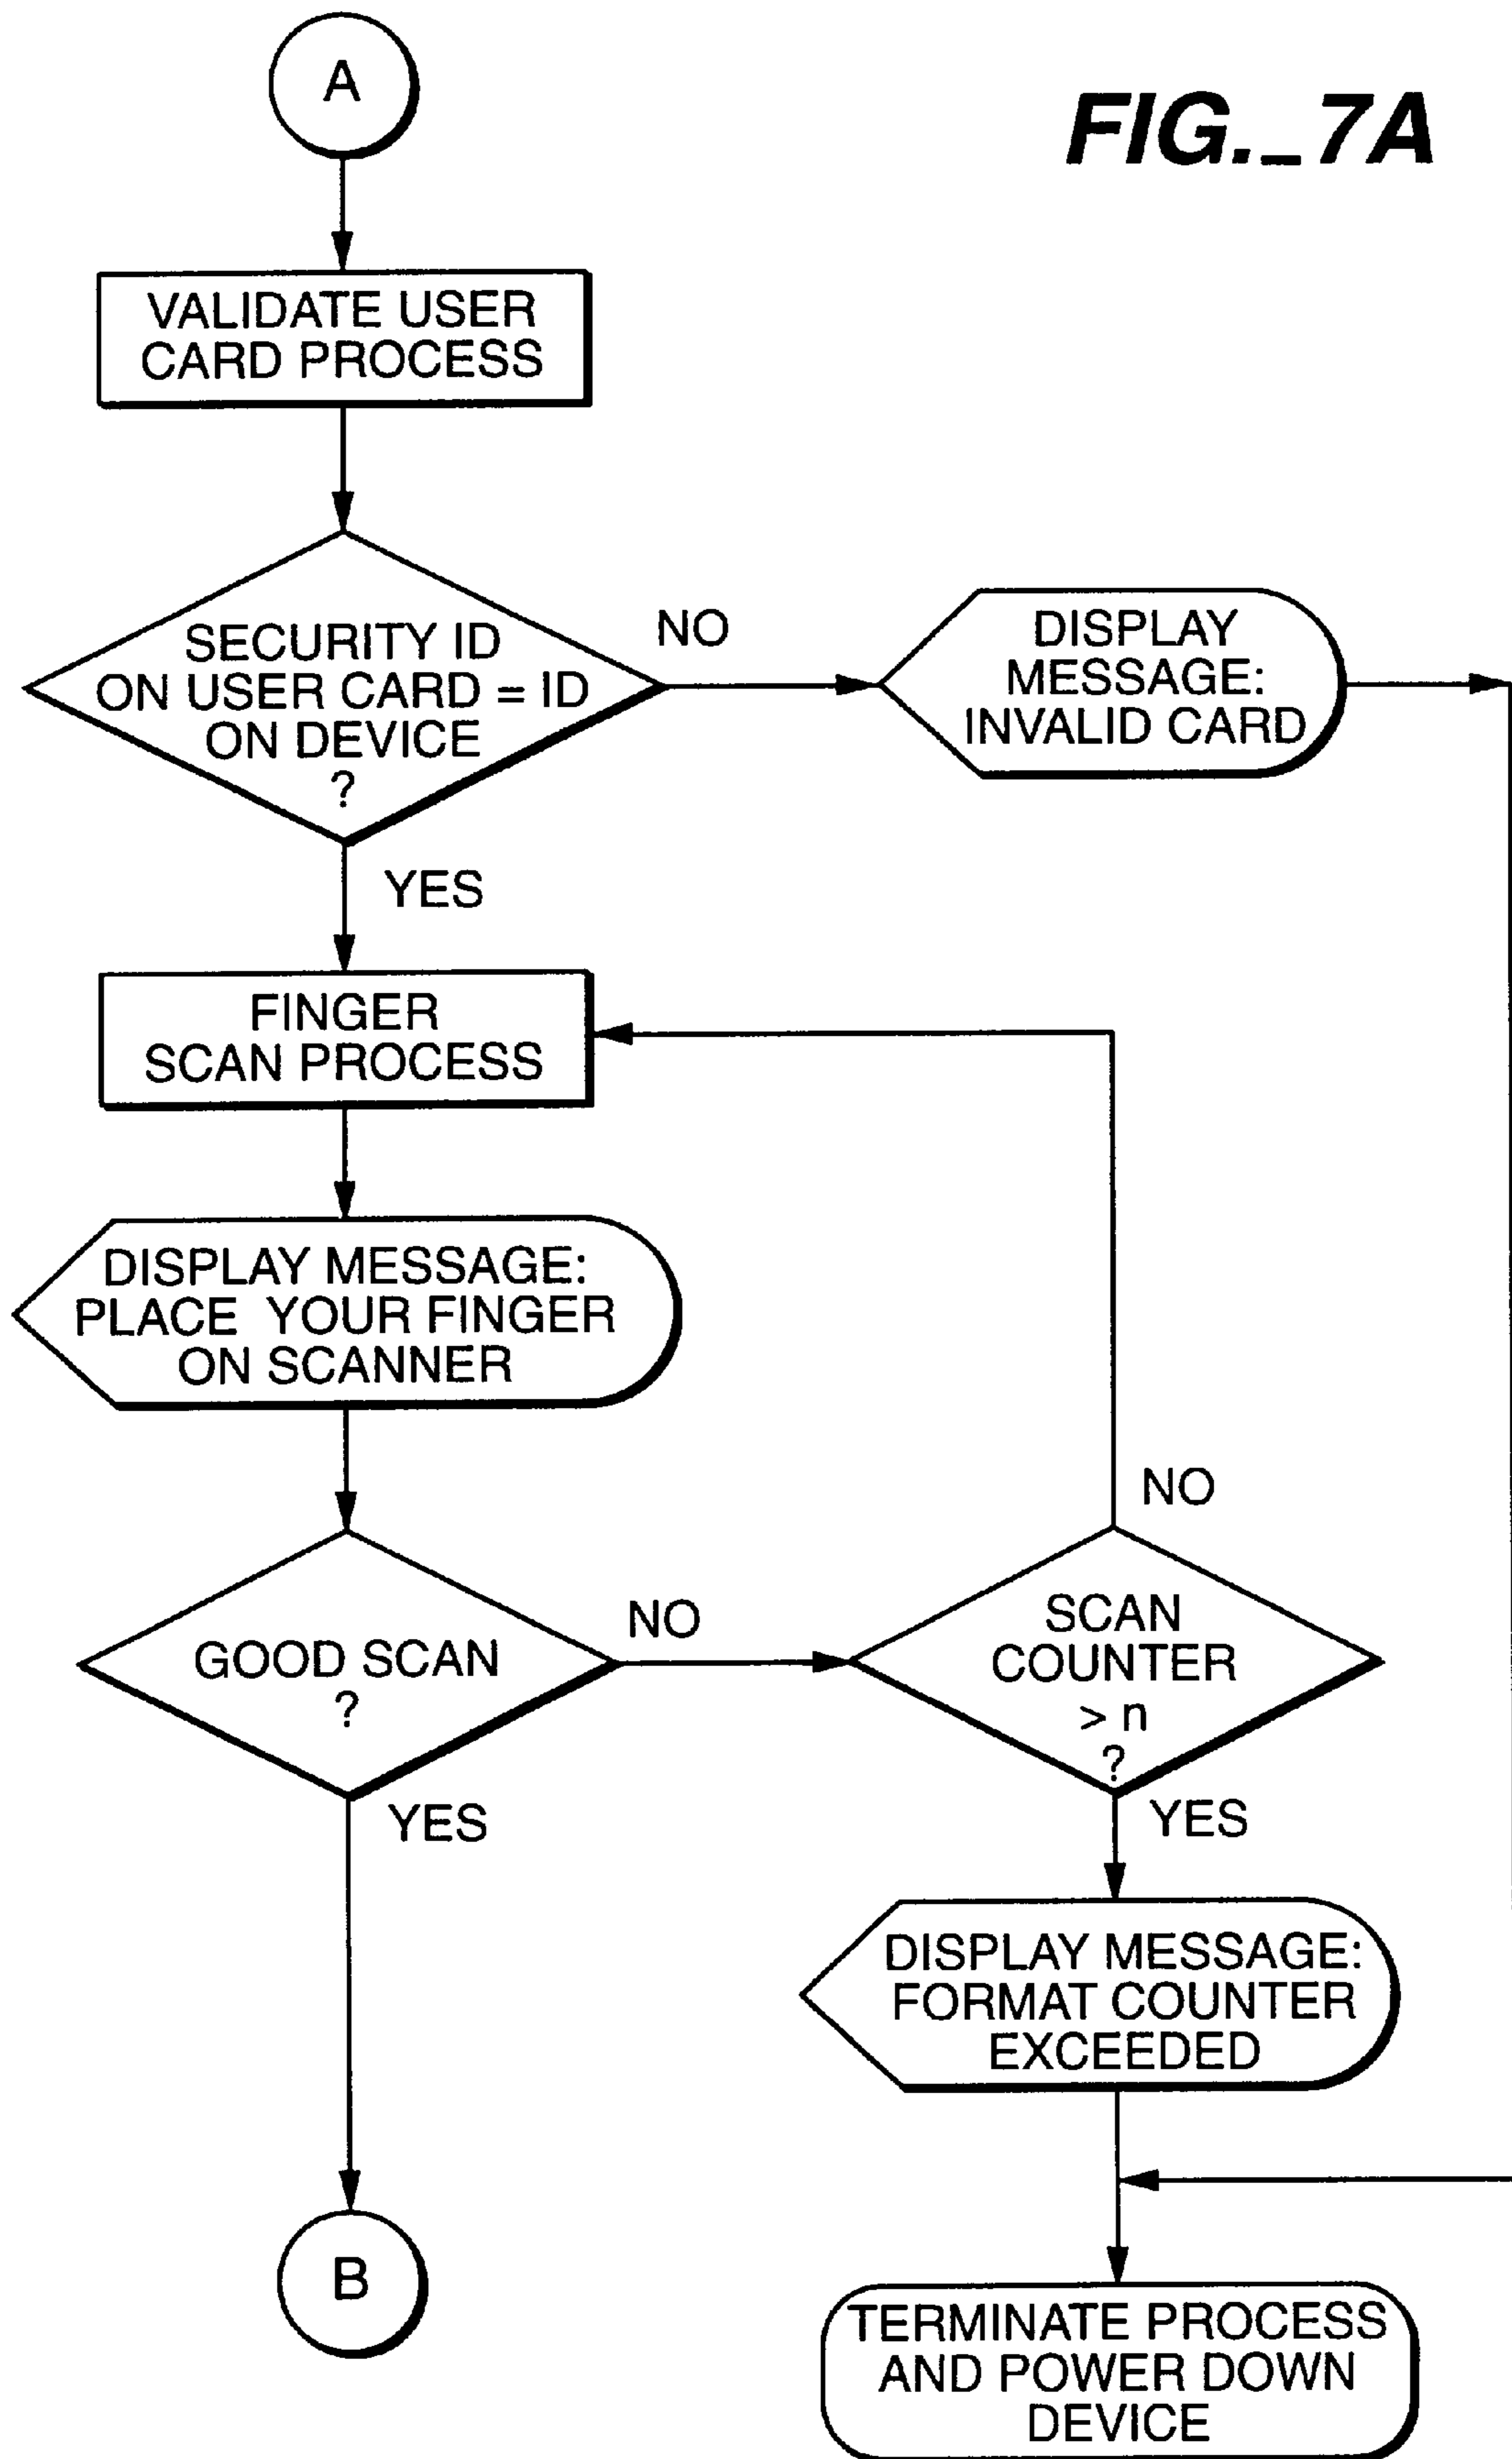 A
FIG._7A
VALIDATE USER
CARD PROCESS
SECURITY ID
ON USER CARD = ID
ON DEVICE
?
NO
DISPLAY
MESSAGE:
INVALID CARD
YES
FINGER
SCAN PROCESS
DISPLAY MESSAGE:
PLACE YOUR FINGER
ON SCANNER
GOOD SCAN
?
NO
SCAN
COUNTER
> n
?
NO
YES
YES
DISPLAY MESSAGE:
FORMAT COUNTER
EXCEEDED
B
TERMINATE PROCESS
AND POWER DOWN
DEVICE